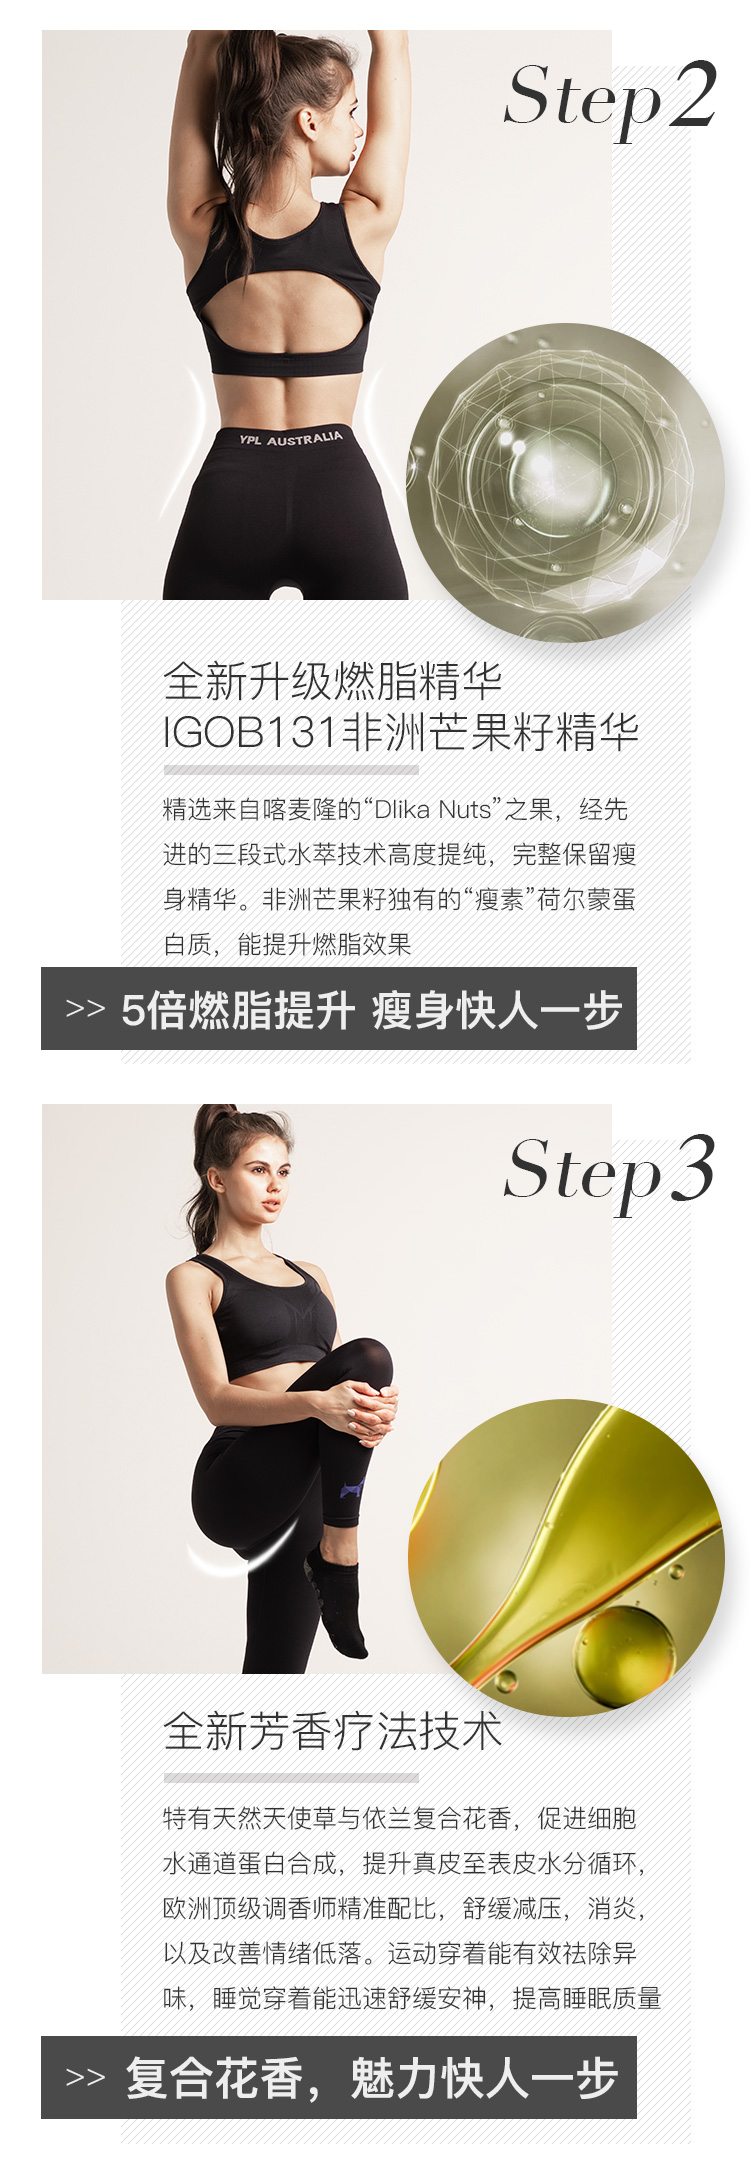 Step2
YPL AUSTRALIA
全新升级燃脂精华
IGOB131非洲芒果籽精华
精选来自喀麦隆的“Dlika Nuts”之果，经先
进的三段式水萃技术高度提纯，完整保留瘦
身精华。非洲芒果籽独有的“瘦素”荷尔蒙蛋
白质，能提升燃脂效果
>> 5倍燃脂提升 瘦身快人一步
Step3
全新芳香疗法技术
特有天然天使草与依兰复合花香，促进细胞
水通道蛋白合成，提升真皮至表皮水分循环，
欧洲顶级调香师精准配比，舒缓减压，消炎，
以及改善情绪低落。运动穿着能有效祛除异
味，睡觉穿着能迅速舒缓安神，提高睡眠质量
>> 复合花香，魅力快人一步